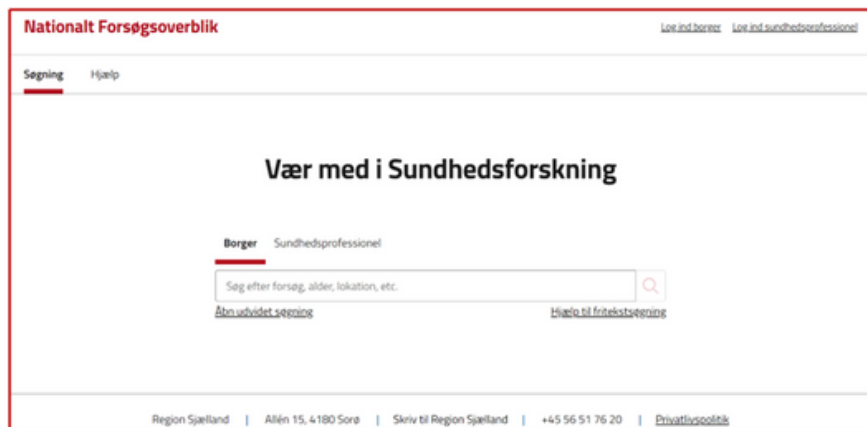 Nationalt Forsøgsoverblik Log ind borger Log ind sundhedsprofessionel
Søgning Hjælp
Vær med i Sundhedsforskning
Borger Sundhedsprofessionel
Søg efter forsøg, alder, lokation, etc.
Åbn udvidet søgning Hjælp til fritekstsøgning
Region Sjælland | Allén 15, 4180 Sorø | Skriv til Region Sjælland | +45 56 51 76 20 | Privatlivspolitik